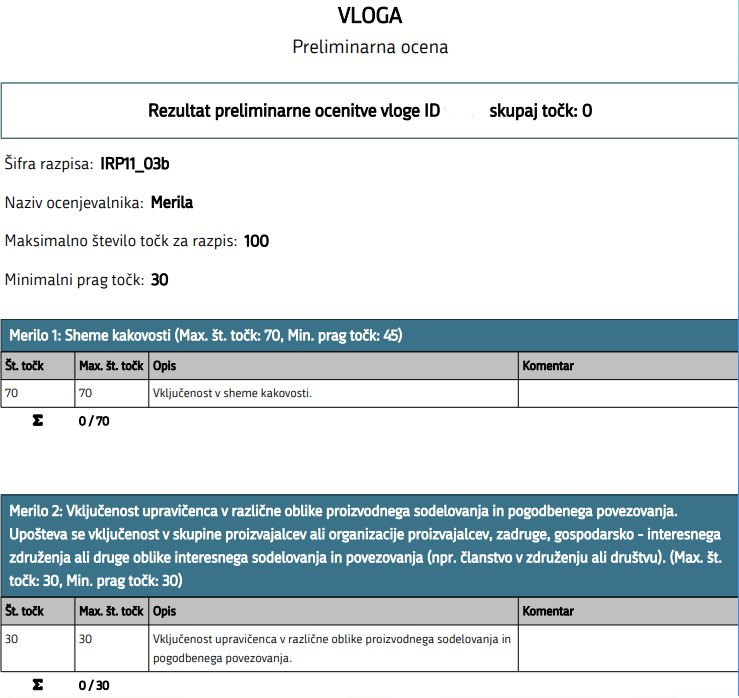 VLOGA
Preliminarna ocena
Rezultat preliminarne ocenitve vloge ID skupaj točk: 0
Šifra razpisa: IRP11_03b
Naziv ocenjevalnika: Merila
Maksimalno število točk za razpis: 100
Minimalni prag točk: 30
Merilo 1: Sheme kakovosti (Max. št. točk: 70, Min. prag točk: 45)
Št. točk Max. št. točk Opis Komentar
70 70 Vključenost v sheme kakovosti.
Σ 0 / 70
Merilo 2: Vključenost upravičenca v različne oblike proizvodnega sodelovanja in pogodbenega povezovanja.
Upošteva se vključenost v skupine proizvajalcev ali organizacije proizvajalcev, zadruge, gospodarsko - interesnega
združenja ali druge oblike interesnega sodelovanja in povezovanja (npr. članstvo v združenju ali društvu). (Max. št.
točk: 30, Min. prag točk: 30)
Št. točk Max. št. točk Opis Komentar
30 30 Vključenost upravičenca v različne oblike proizvodnega sodelovanja in
pogodbenega povezovanja.
Σ 0 / 30